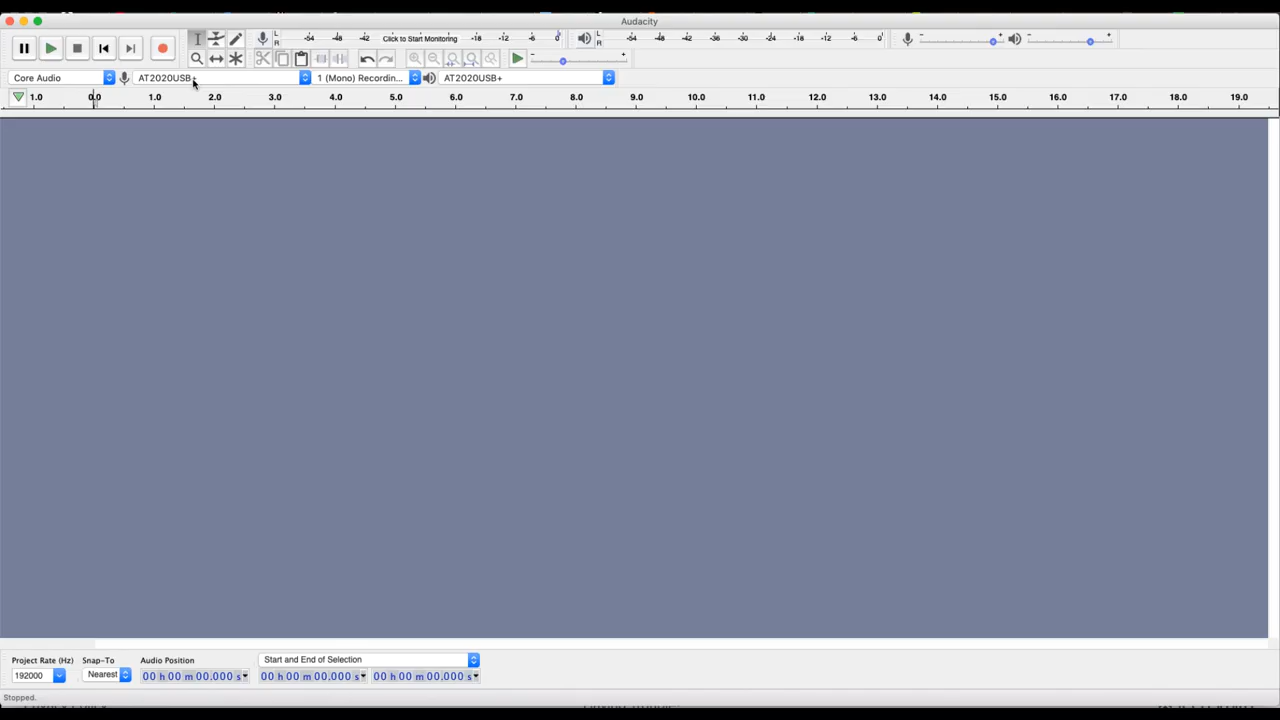 Audacity
L
R
-54 -48 -42 Click to Start Monitoring -18 -12 -6 0
L
R
-54 -48 -42 -36 -30 -24 -18 -12 -6 0
Core Audio AT2020USB+ 1 (Mono) Recordin... AT2020USB+
1.0 0.0 1.0 2.0 3.0 4.0 5.0 6.0 7.0 8.0 9.0 10.0 11.0 12.0 13.0 14.0 15.0 16.0 17.0 18.0 19.0
Project Rate (Hz) Snap-To Audio Position Start and End of Selection
192000 Nearest 00 h 00 m 00.000 s 00 h 00 m 00.000 s 00 h 00 m 00.000 s
Stopped.